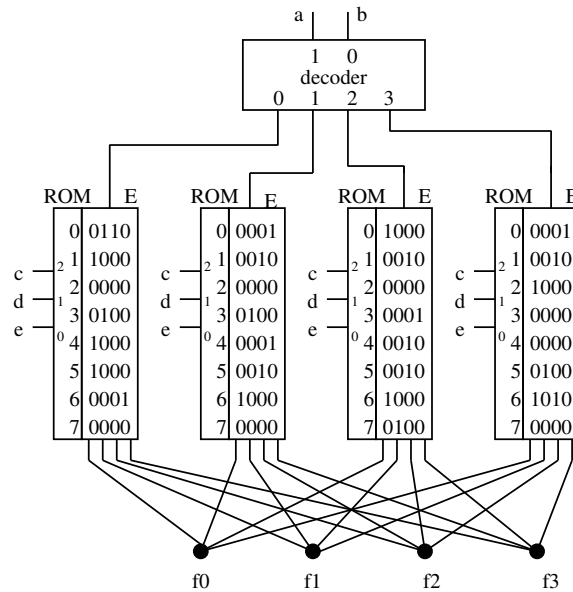 a b
1 0
decoder
0 1 2 3
ROM E ROM E ROM E ROM E
0 0110 0 0001 0 1000 0 0001
1 1000 1 0010 1 0010 1 0010
c 2 c 2 c 2 c 2
2 0000 2 0000 2 0000 2 1000
d 1 d 1 d 1 d 1
3 0100 3 0100 3 0001 3 0000
e 0 e 0 e 0 e 0
4 1000 4 0001 4 0010 4 0000
5 1000 5 0010 5 0010 5 0100
6 0001 6 1000 6 1000 6 1010
7 0000 7 0000 7 0100 7 0000
f0 f1 f2 f3